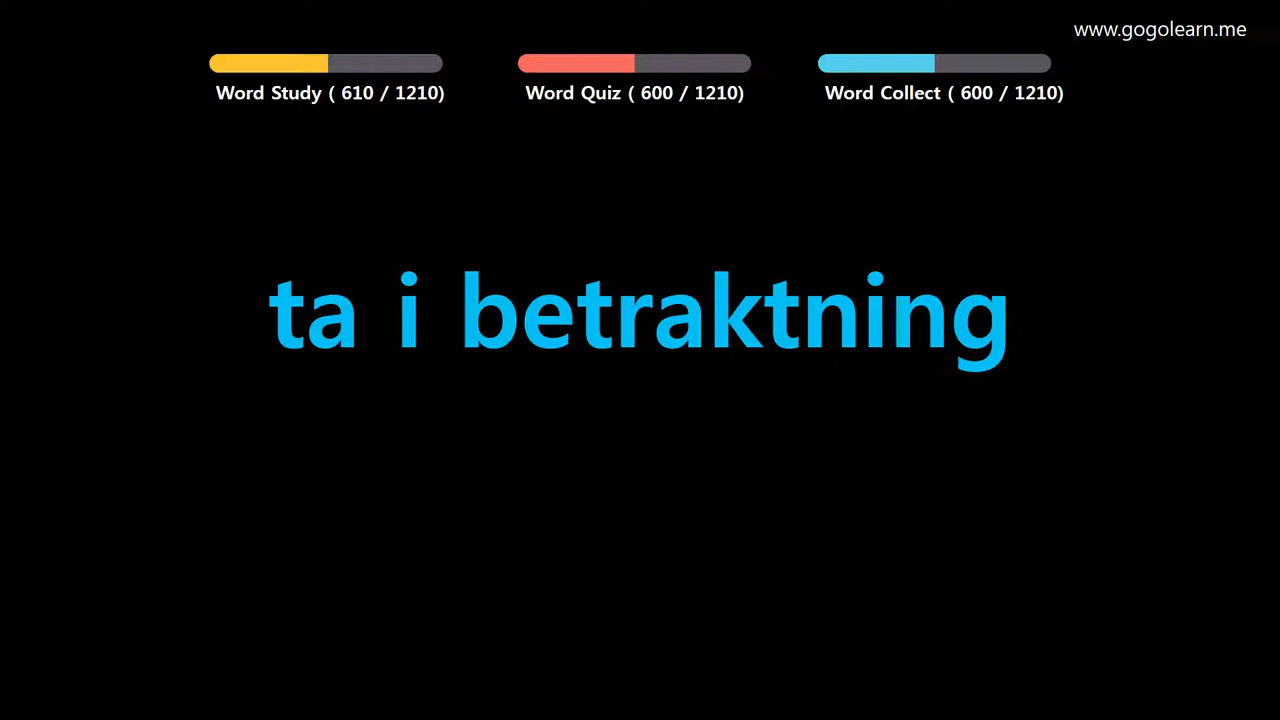 www.gogolearn.me
Word Study ( 610 / 1210)
Word Quiz ( 600 / 1210)
Word Collect ( 600 / 1210)
ta i betraktning